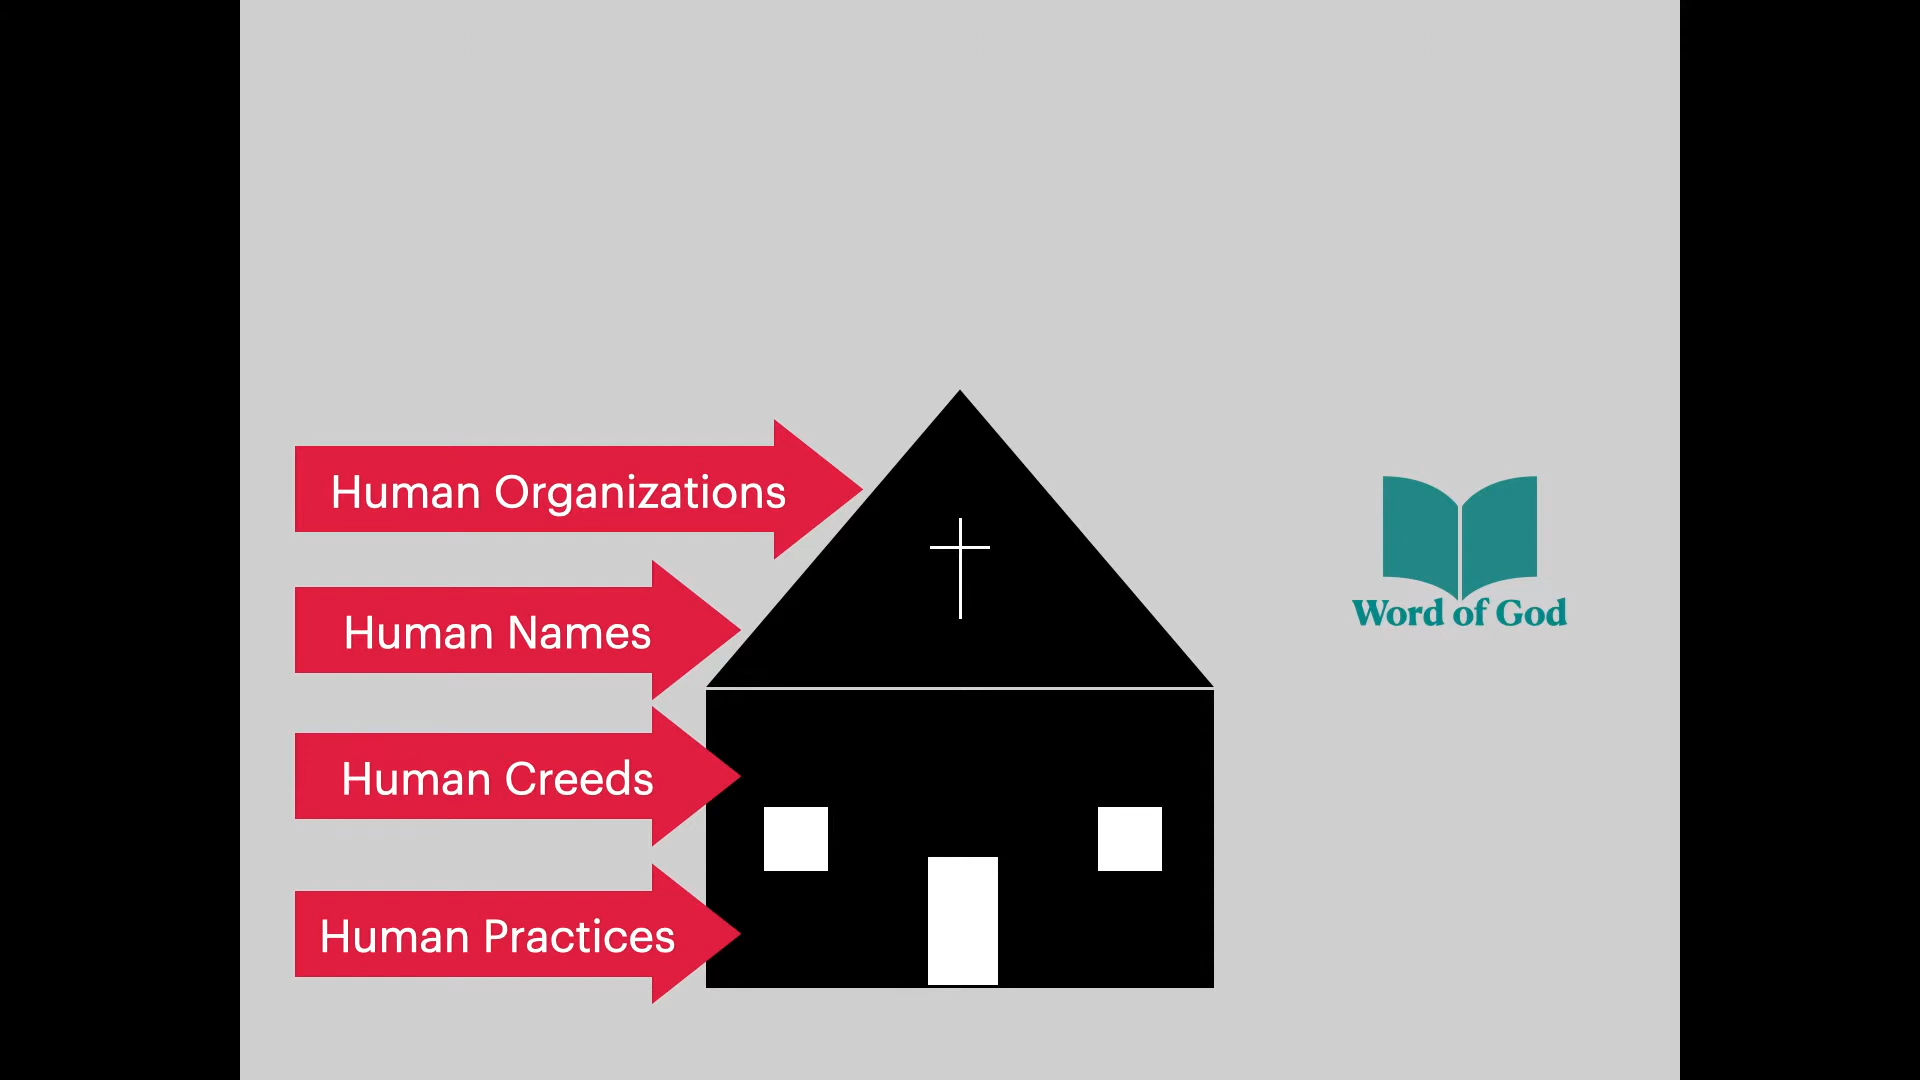 Human Organizations
Human Names
Human Creeds
Human Practices
Word of God